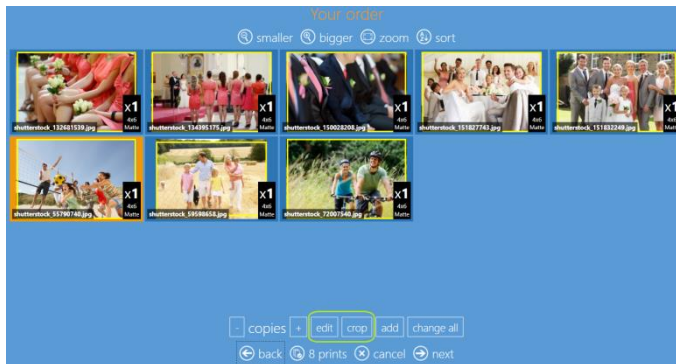 Your order
smaller bigger zoom sort
x1 x1 x1 x1 x1
4x6 4x6 4x6 4x6 4x6
shutterstock_132681539.jpg Matte shutterstock_134395175.jpg Matte shutterstock_150028208.jpg Matte shutterstock_151827743.jpg Matte shutterstock_151832249.jpg Matte
x1 x1 x1
4x6 4x6 4x6
shutterstock_55790740.jpg Matte shutterstock_59598658.jpg Matte shutterstock_72007540.jpg Matte
- copies + edit crop add change all
back 8 prints cancel next